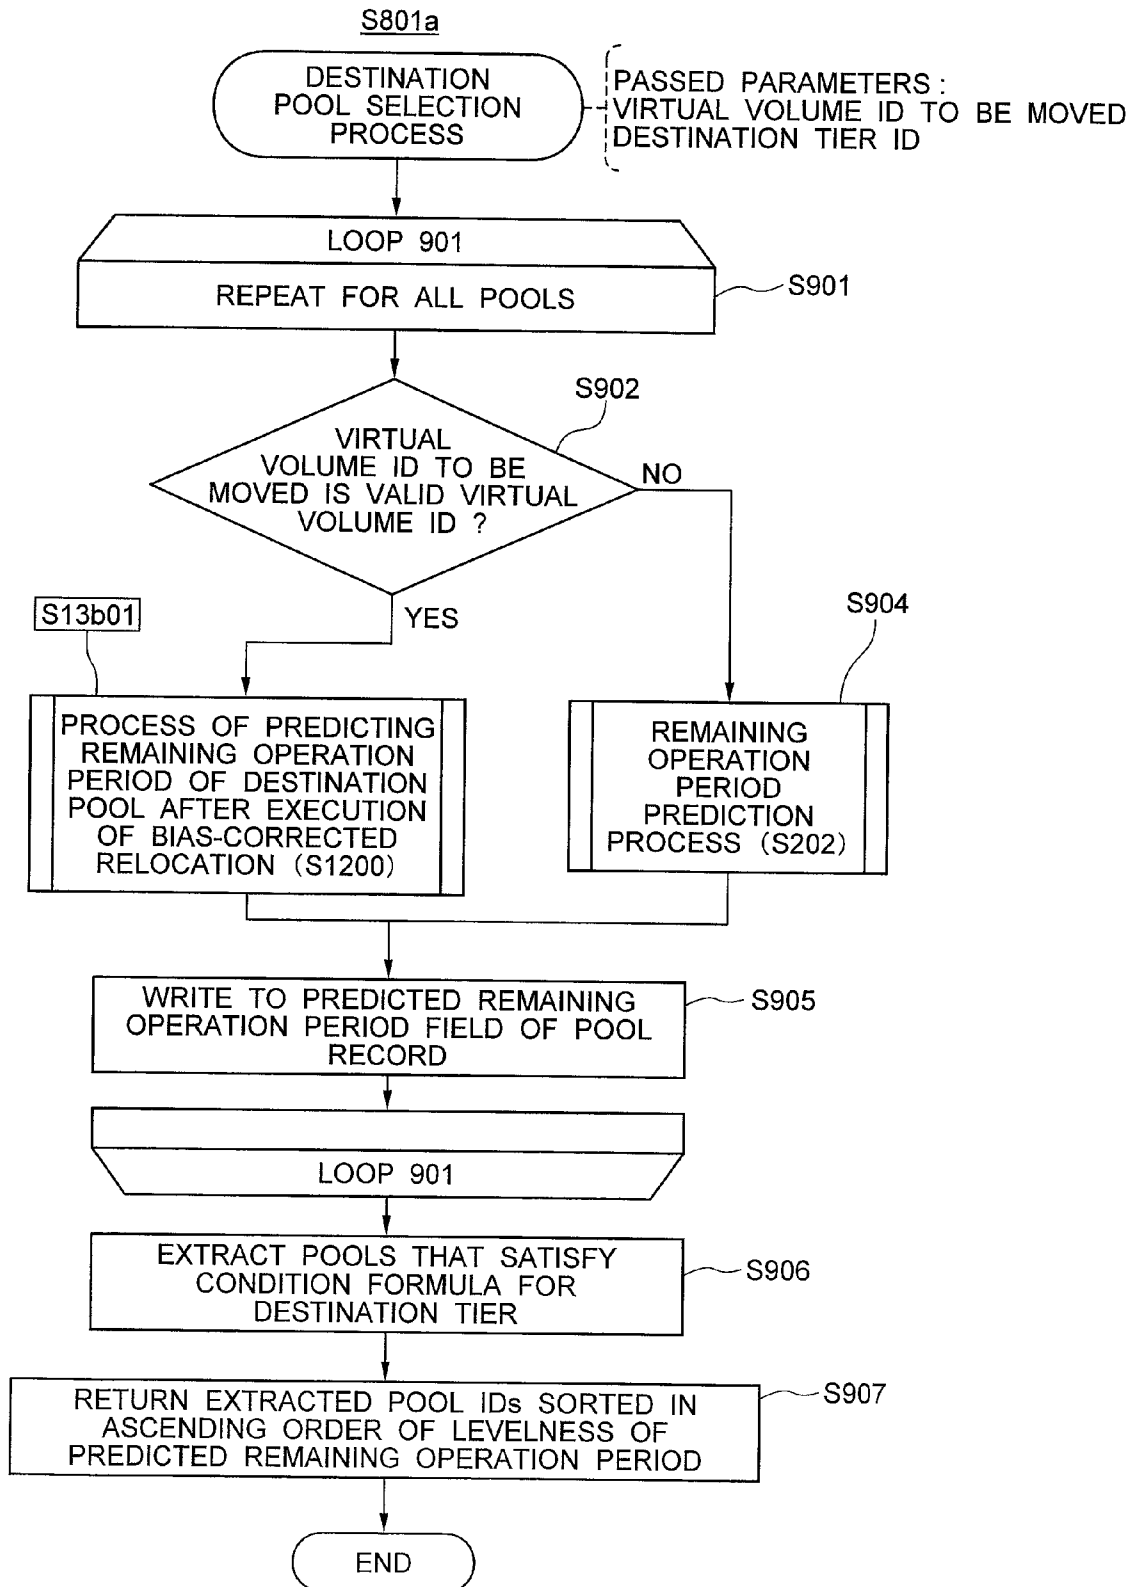 S801a
DESTINATION
POOL SELECTION
PROCESS
PASSED PARAMETERS :
VIRTUAL VOLUME ID TO BE MOVED
DESTINATION TIER ID
LOOP 901
REPEAT FOR ALL POOLS
S901
S902
VIRTUAL
VOLUME ID TO BE
MOVED IS VALID VIRTUAL
VOLUME ID ?
NO
YES
S13b01
S904
PROCESS OF PREDICTING
REMAINING OPERATION
PERIOD OF DESTINATION
POOL AFTER EXECUTION
OF BIAS-CORRECTED
RELOCATION (S1200)
REMAINING
OPERATION
PERIOD
PREDICTION
PROCESS (S202)
WRITE TO PREDICTED REMAINING
OPERATION PERIOD FIELD OF POOL
RECORD
S905
LOOP 901
EXTRACT POOLS THAT SATISFY
CONDITION FORMULA FOR
DESTINATION TIER
S906
RETURN EXTRACTED POOL IDs SORTED IN
ASCENDING ORDER OF LEVELNESS OF
PREDICTED REMAINING OPERATION PERIOD
S907
END